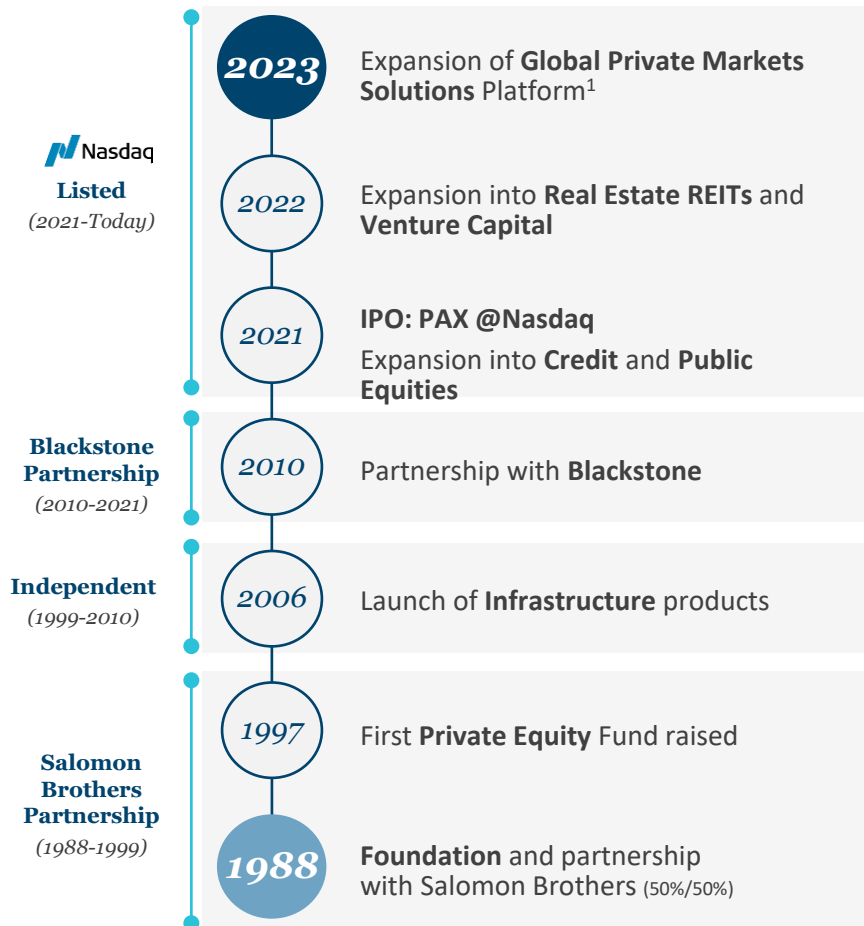 2023
Expansion of Global Private Markets
Solutions Platform¹
Nasdaq
Listed
(2021-Today)
2022
Expansion into Real Estate REITs and
Venture Capital
2021
IPO: PAX @Nasdaq
Expansion into Credit and Public
Equities
Blackstone
Partnership
(2010-2021)
2010
Partnership with Blackstone
Independent
(1999-2010)
2006
Launch of Infrastructure products
1997
First Private Equity Fund raised
Salomon
Brothers
Partnership
(1988-1999)
1988
Foundation and partnership
with Salomon Brothers (50%/50%)